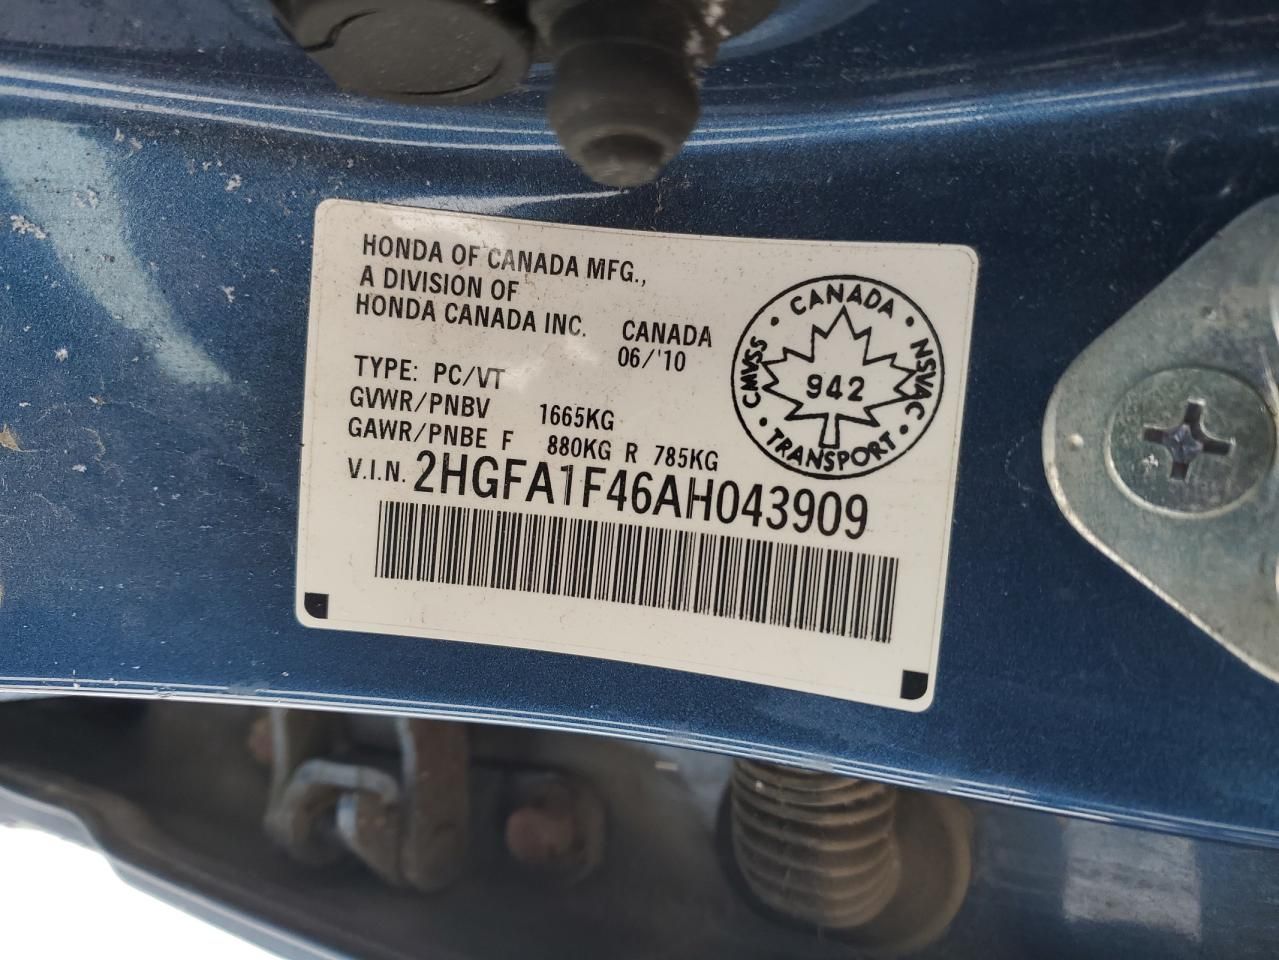 HONDA OF CANADA MFG.,
A DIVISION OF
HONDA CANADA INC. CANADA
06/'10
TYPE: PC/VT
GVWR/PNBV 1665KG
GAWR/PNBE F 880KG R 785KG
V.I.N. 2HGFA1F46AH043909
• CANADA •
CMVSS 942 NSVAC
• TRANSPORT •